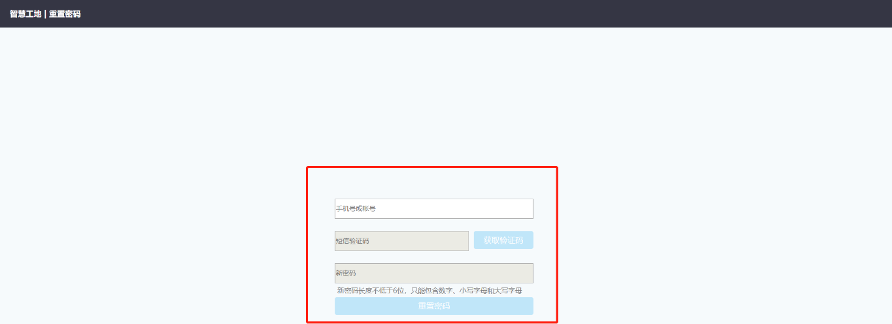 智慧工地 | 重置密码
手机号或账号
短信验证码
获取验证码
新密码
新密码长度不低于6位，只能包含数字、小写字母和大写字母
重置密码